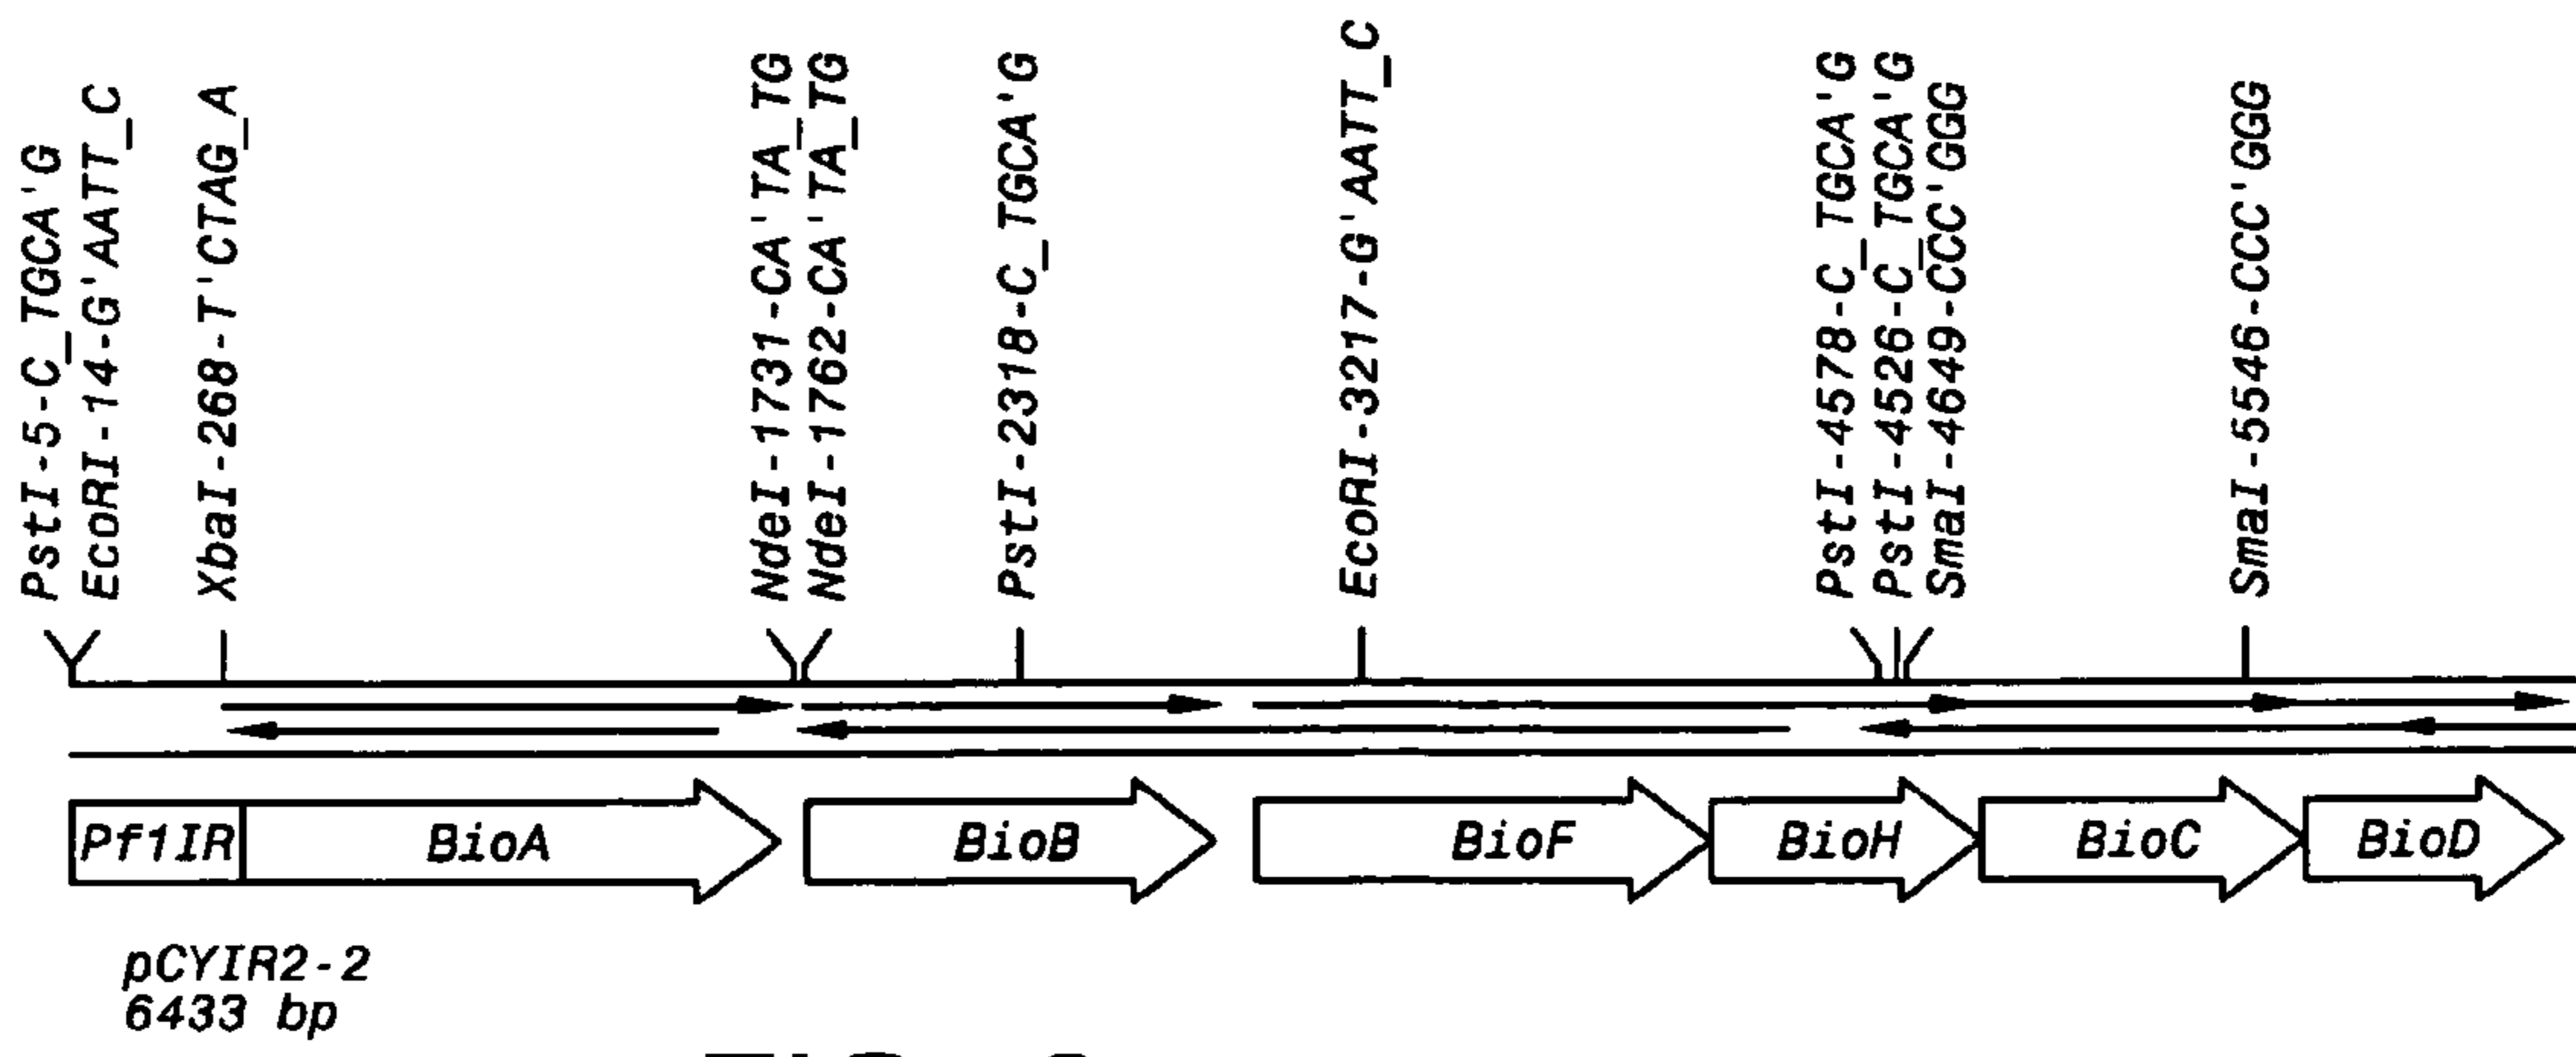 PstI-5-C_TGCA'G
EcoRI-14-G'AATT_C
XbaI-268-T'CTAG_A
NdeI-1731-CA'TA_TG
NdeI-1762-CA'TA_TG
PstI-2318-C_TGCA'G
EcoRI-3217-G'AATT_C
PstI-4578-C_TGCA'G
PstI-4526-C_TGCA'G
SmaI-4649-CCC'GGG
SmaI-5546-CCC'GGG
Pf1IR
BioA
BioB
BioF
BioH
BioC
BioD
pCYIR2-2
6433 bp